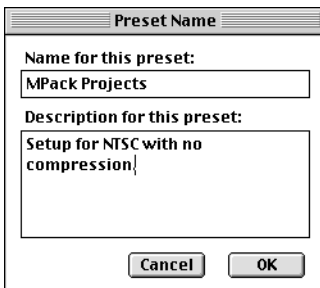 Preset Name
Name for this preset:
MPack Projects
Description for this preset:
Setup for NTSC with no
compression
Cancel
OK